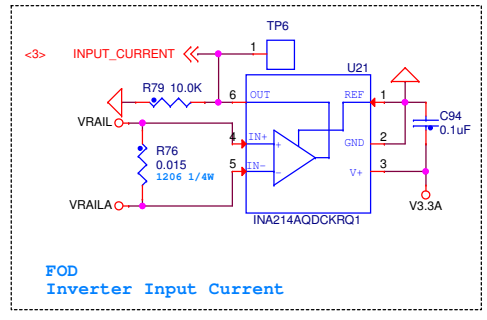 TP6
<3> INPUT_CURRENT 1
U21
R79 10.0K 6 OUT REF 1
VRAIL
C94
0.1uF
4 IN+ + GND 2
R76
0.015
1206 1/4W
5 IN- - V+ 3
VRAILA
V3.3A
INA214AQDCKRQ1
FOD
Inverter Input Current